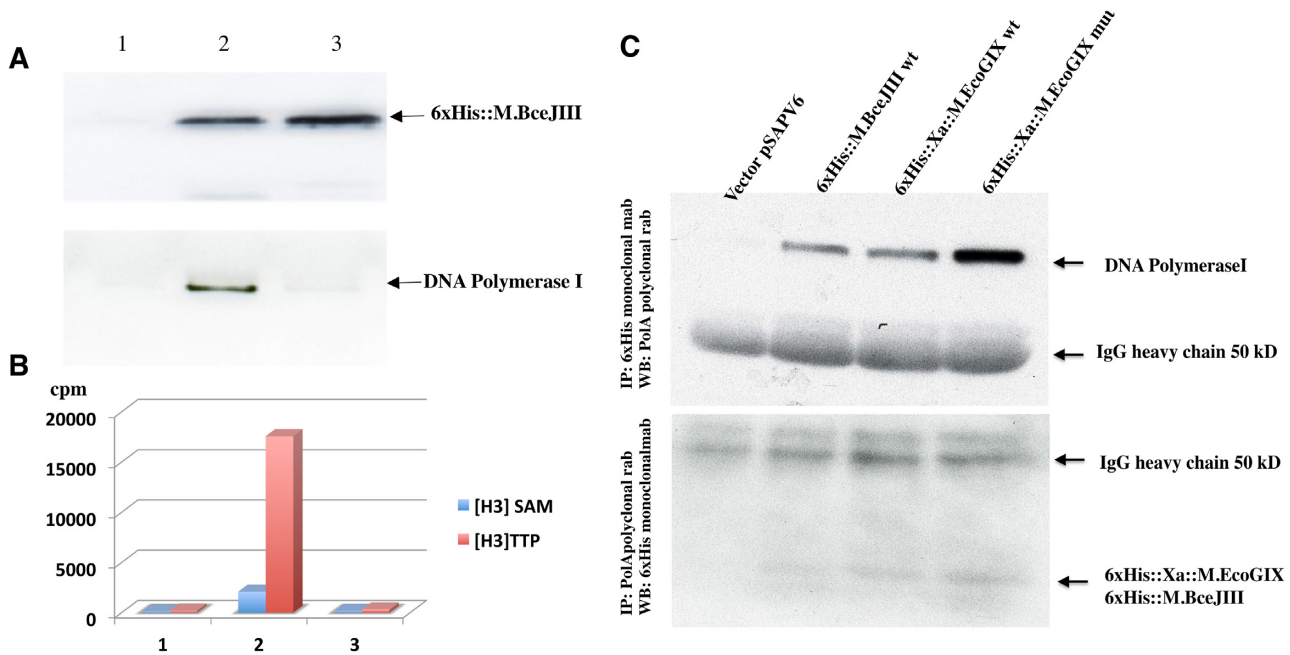 A
1 2 3
6xHis::M.BceJIII
DNA Polymerase I
B
cpm
20000
15000
10000
5000
0
1 2 3
[H3] SAM
[H3]TTP
C
Vector pSAPV6
6xHis::M.BceJIII wt
6xHis::Xa::M.EcoGIX wt
6xHis::Xa::M.EcoGIX mut
IP: 6xHis monoclonal mab
WB: PolA polyclonal rab
DNA PolymeraseI
IgG heavy chain 50 kD
IP: PolApolyclonal rab
WB: 6xHis monoclonalmab
IgG heavy chain 50 kD
6xHis::Xa::M.EcoGIX
6xHis::M.BceJIII